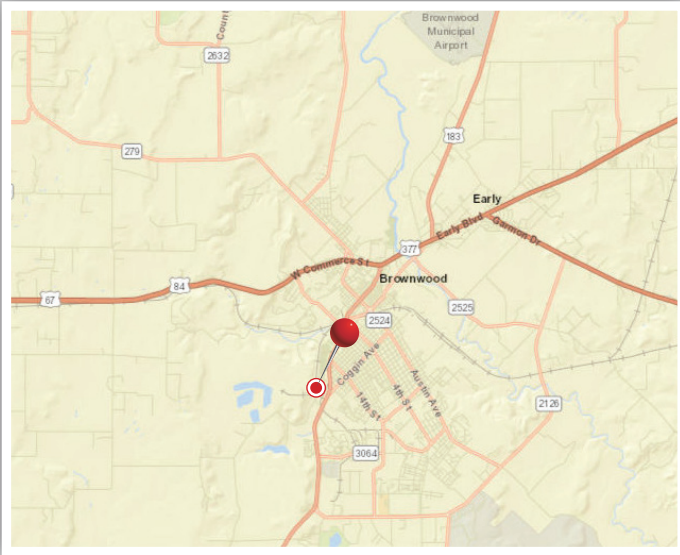 Brownwood
Municipal
Airport
Count
2632
183
279
Early
Early Blvd
Garmon Dr
377
W Commerce St
Brownwood
84
67
2525
2524
Coggin Ave
Austin Ave
4th St
14th St
2126
3064